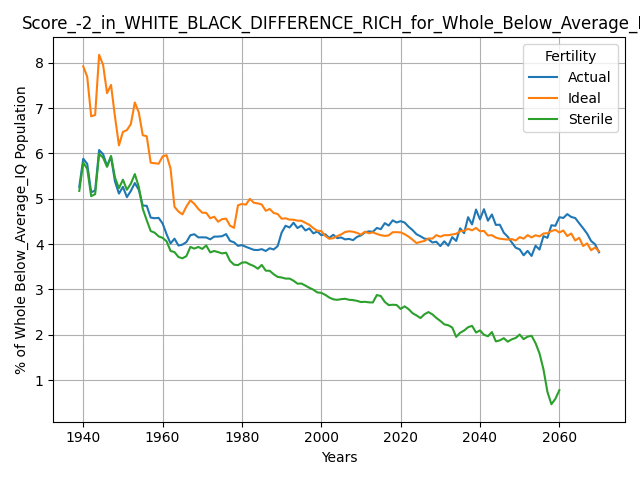 Score_-2_in_WHITE_BLACK_DIFFERENCE_RICH_for_Whole_Below_Average_I
% of Whole Below_Average_IQ Population
8
7
6
5
4
3
2
1
Fertility
Actual
Ideal
Sterile
1940 1960 1980 2000 2020 2040 2060
Years